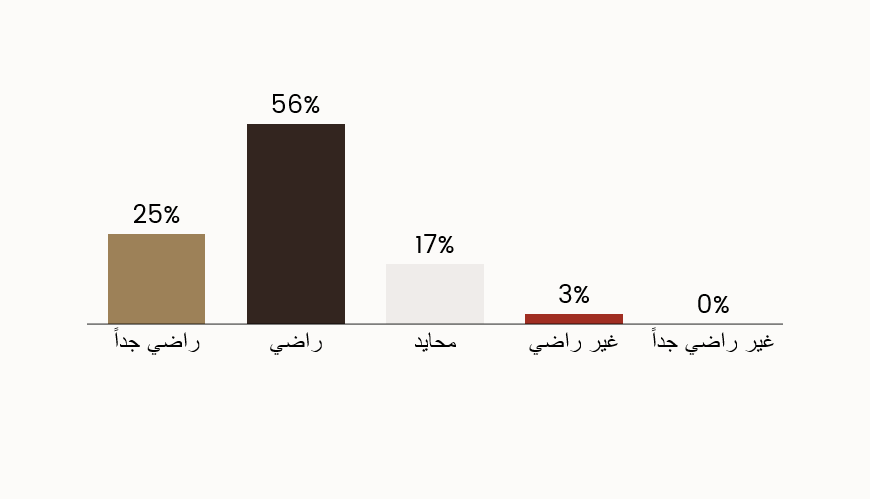 25%
56%
17%
3%
0%
راضي جداً
راضي
محايد
غير راضي
غير راضي جداً